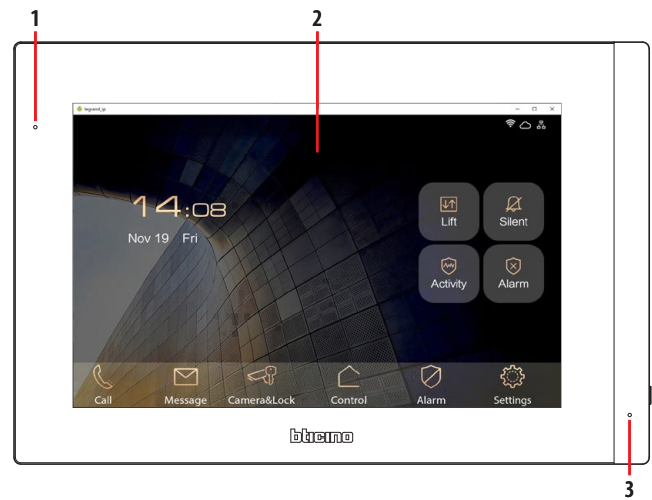 1
2
legrand_ip
14:08
Nov 19 Fri
Lift
Silent
Activity
Alarm
Call
Message
Camera&Lock
Control
Alarm
Settings
bticino
3